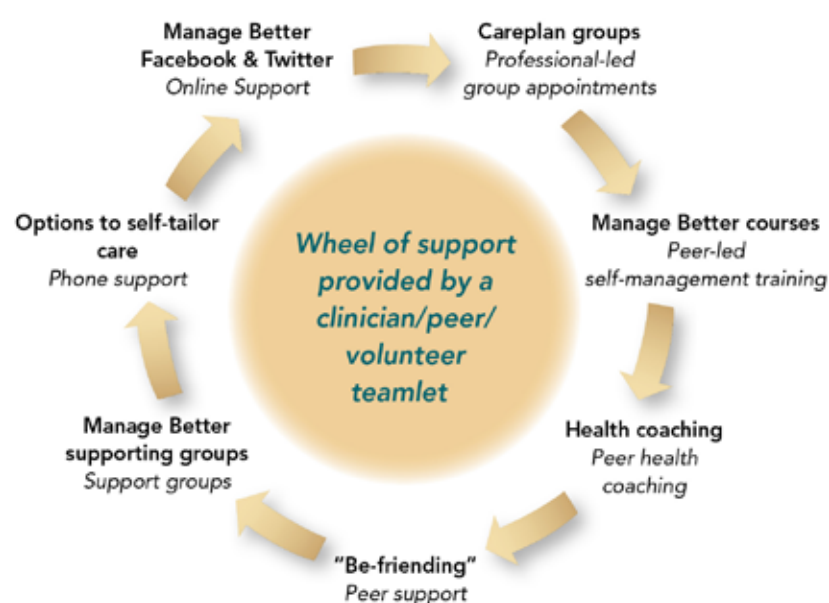 Manage Better
Facebook & Twitter
Online Support
Careplan groups
Professional-led
group appointments
Manage Better courses
Peer-led
self-management training
Health coaching
Peer health
coaching
“Be-friending”
Peer support
Manage Better
supporting groups
Support groups
Options to self-tailor
care
Phone support
Wheel of support
provided by a
clinician/peer/
volunteer
teamlet